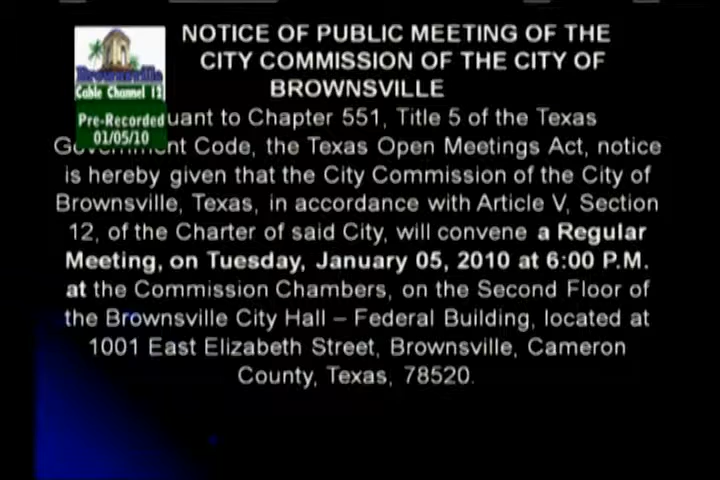 NOTICE OF PUBLIC MEETING OF THE
CITY COMMISSION OF THE CITY OF
BROWNSVILLE
Brownsville
Cable Channel 12
Pre-Recorded
01/05/10
uant to Chapter 551, Title 5 of the Texas
Government Code, the Texas Open Meetings Act, notice
is hereby given that the City Commission of the City of
Brownsville, Texas, in accordance with Article V, Section
12, of the Charter of said City, will convene a Regular
Meeting, on Tuesday, January 05, 2010 at 6:00 P.M.
at the Commission Chambers, on the Second Floor of
the Brownsville City Hall – Federal Building, located at
1001 East Elizabeth Street, Brownsville, Cameron
County, Texas, 78520.